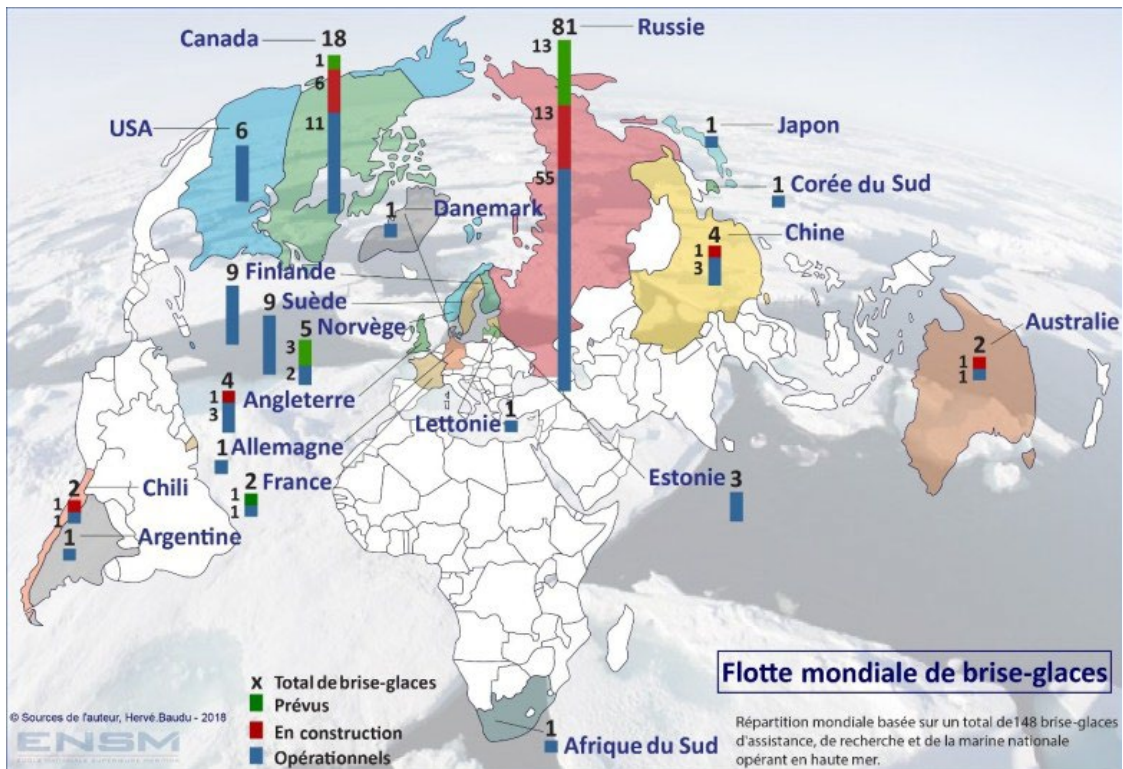 Canada 18
1
6
11
81 Russie
13
13
55
USA
6
1 Japon
1 Corée du Sud
1 Danemark
4 Chine
1
3
9 Finlande
9 Suède
5 Norvège
3
2
2 Australie
1
1
4 Angleterre
1
3
Lettonie 1
1 Allemagne
2 France
1
1
Estonie 3
2 Chili
1
1
1 Argentine
1 Afrique du Sud
Flotte mondiale de brise-glaces
x Total de brise-glaces
Prévus
En construction
Opérationnels
© Sources de l'auteur, Hervé.Baudu - 2018
ENSM
Répartition mondiale basée sur un total de148 brise-glaces
d'assistance, de recherche et de la marine nationale
opérant en haute mer.